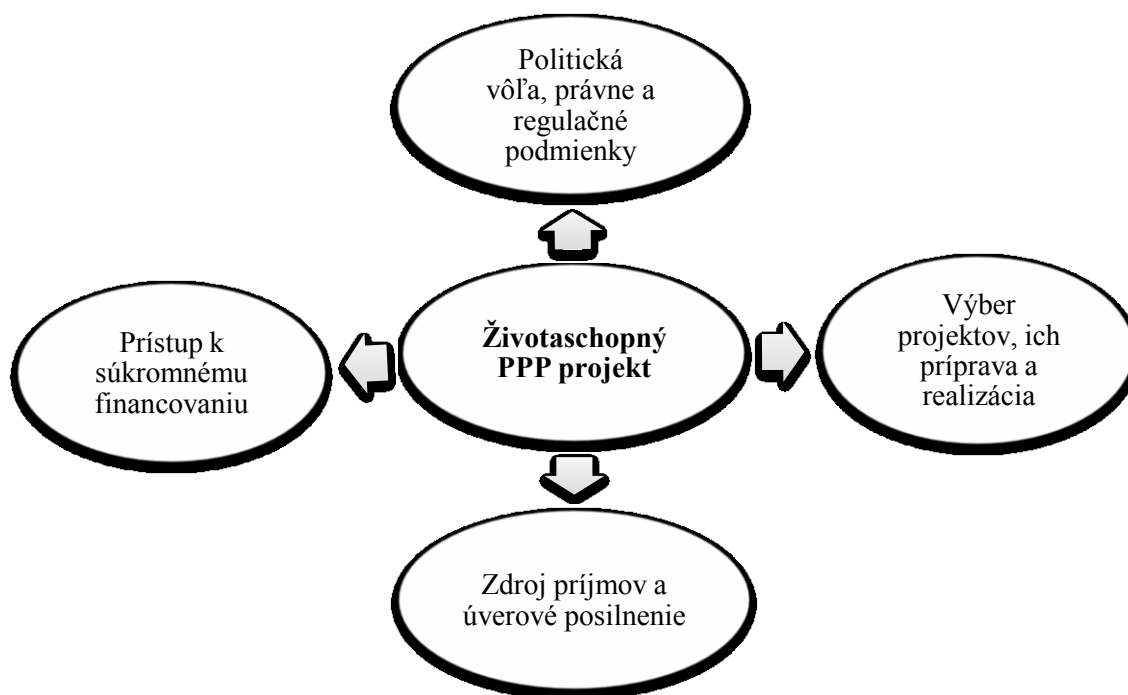 Politická
vôľa, právne a
regulačné
podmienky
Prístup k
súkromnému
financovaniu
Životaschopný
PPP projekt
Výber
projektov, ich
príprava a
realizácia
Zdroj príjmov a
úverové posilnenie